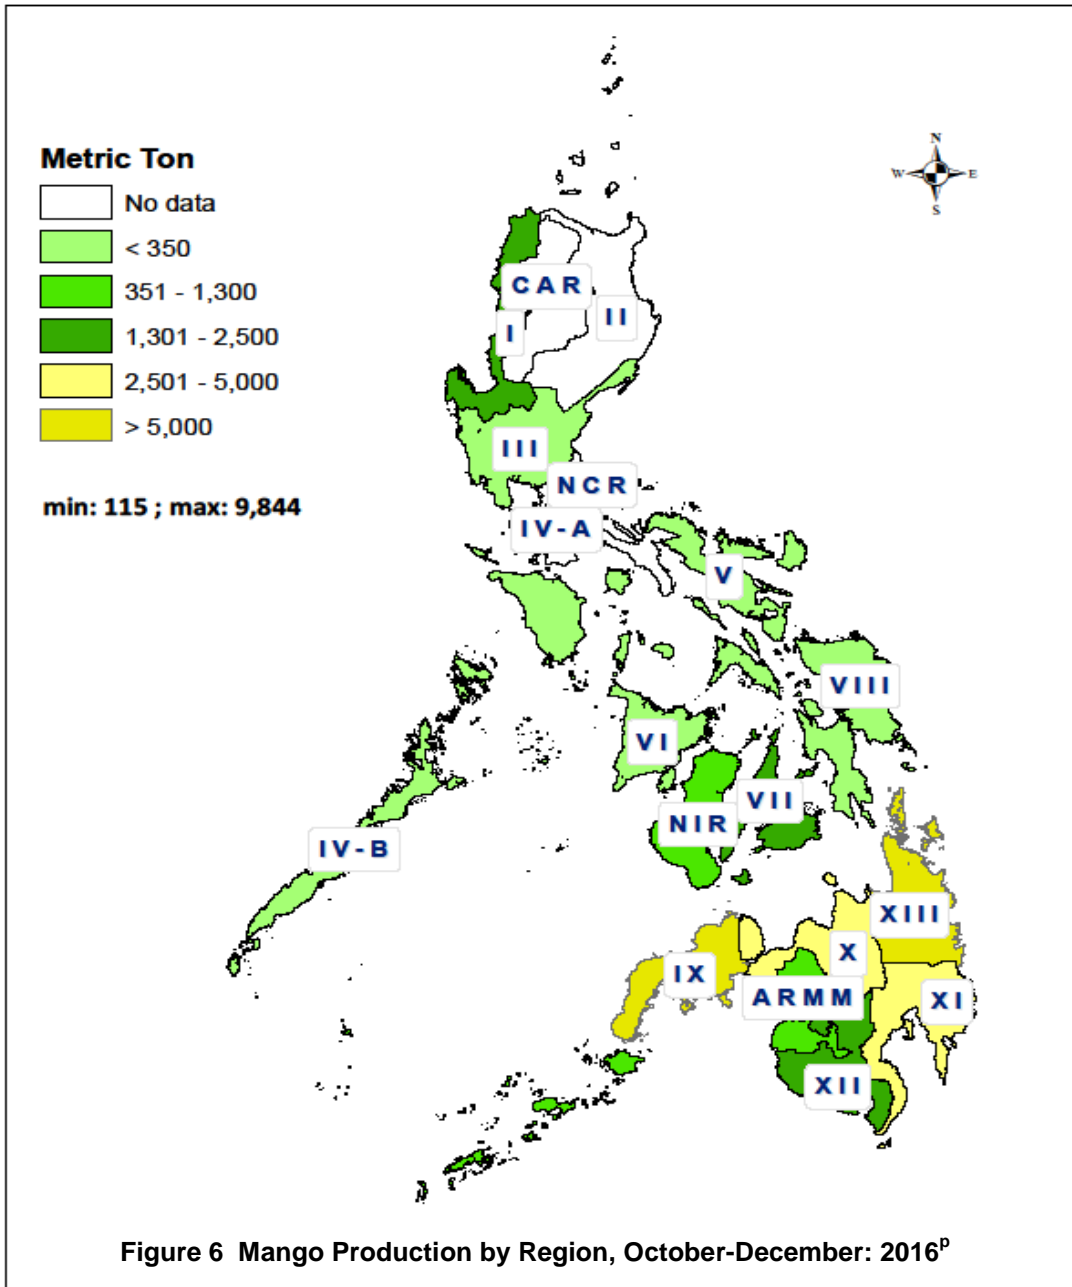 N
W E
S
Metric Ton
No data
< 350
351 - 1,300
1,301 - 2,500
2,501 - 5,000
> 5,000
min: 115 ; max: 9,844
CAR
II
I
III
NCR
IV-A
V
VIII
VI
VII
NIR
IV-B
XIII
X
IX
ARMM
XI
XII
Figure 6 Mango Production by Region, October-December: 2016ᵖ